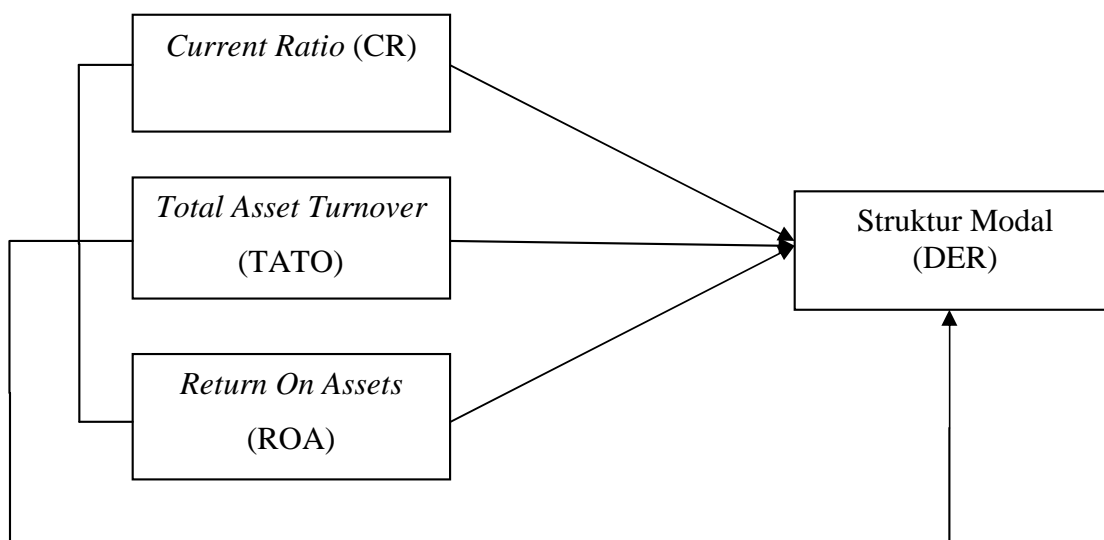 Current Ratio (CR)
Total Asset Turnover
(TATO)
Struktur Modal
(DER)
Return On Assets
(ROA)